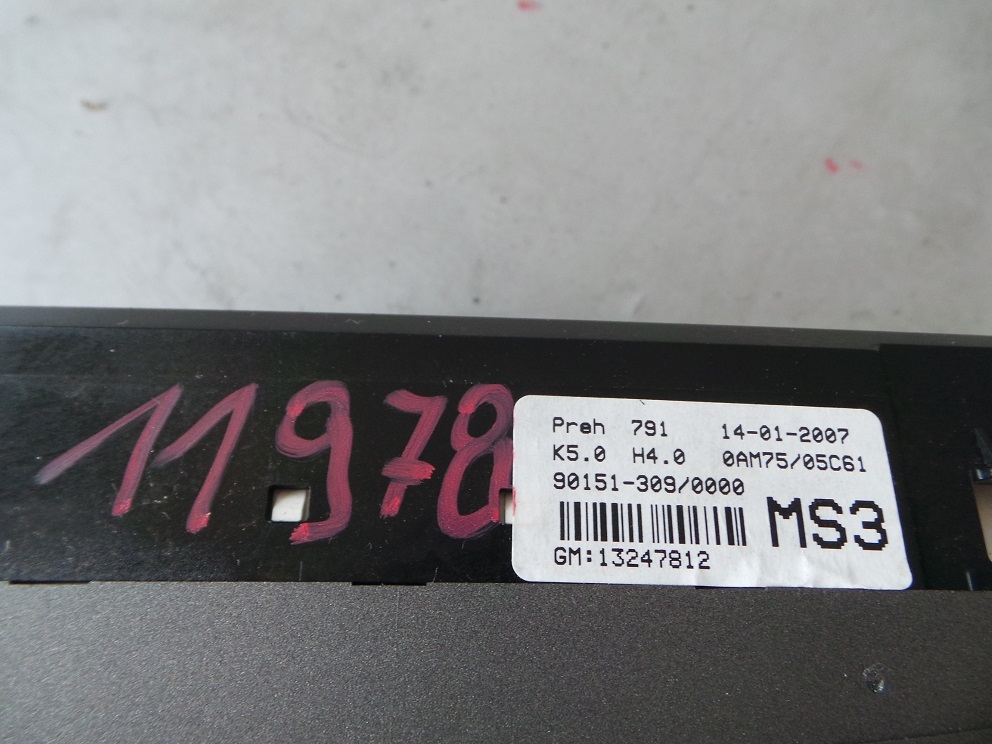 11978
Preh 791 14-01-2007
K5.0 H4.0 0AM75/05C61
90151-309/0000
MS3
GM:13247812